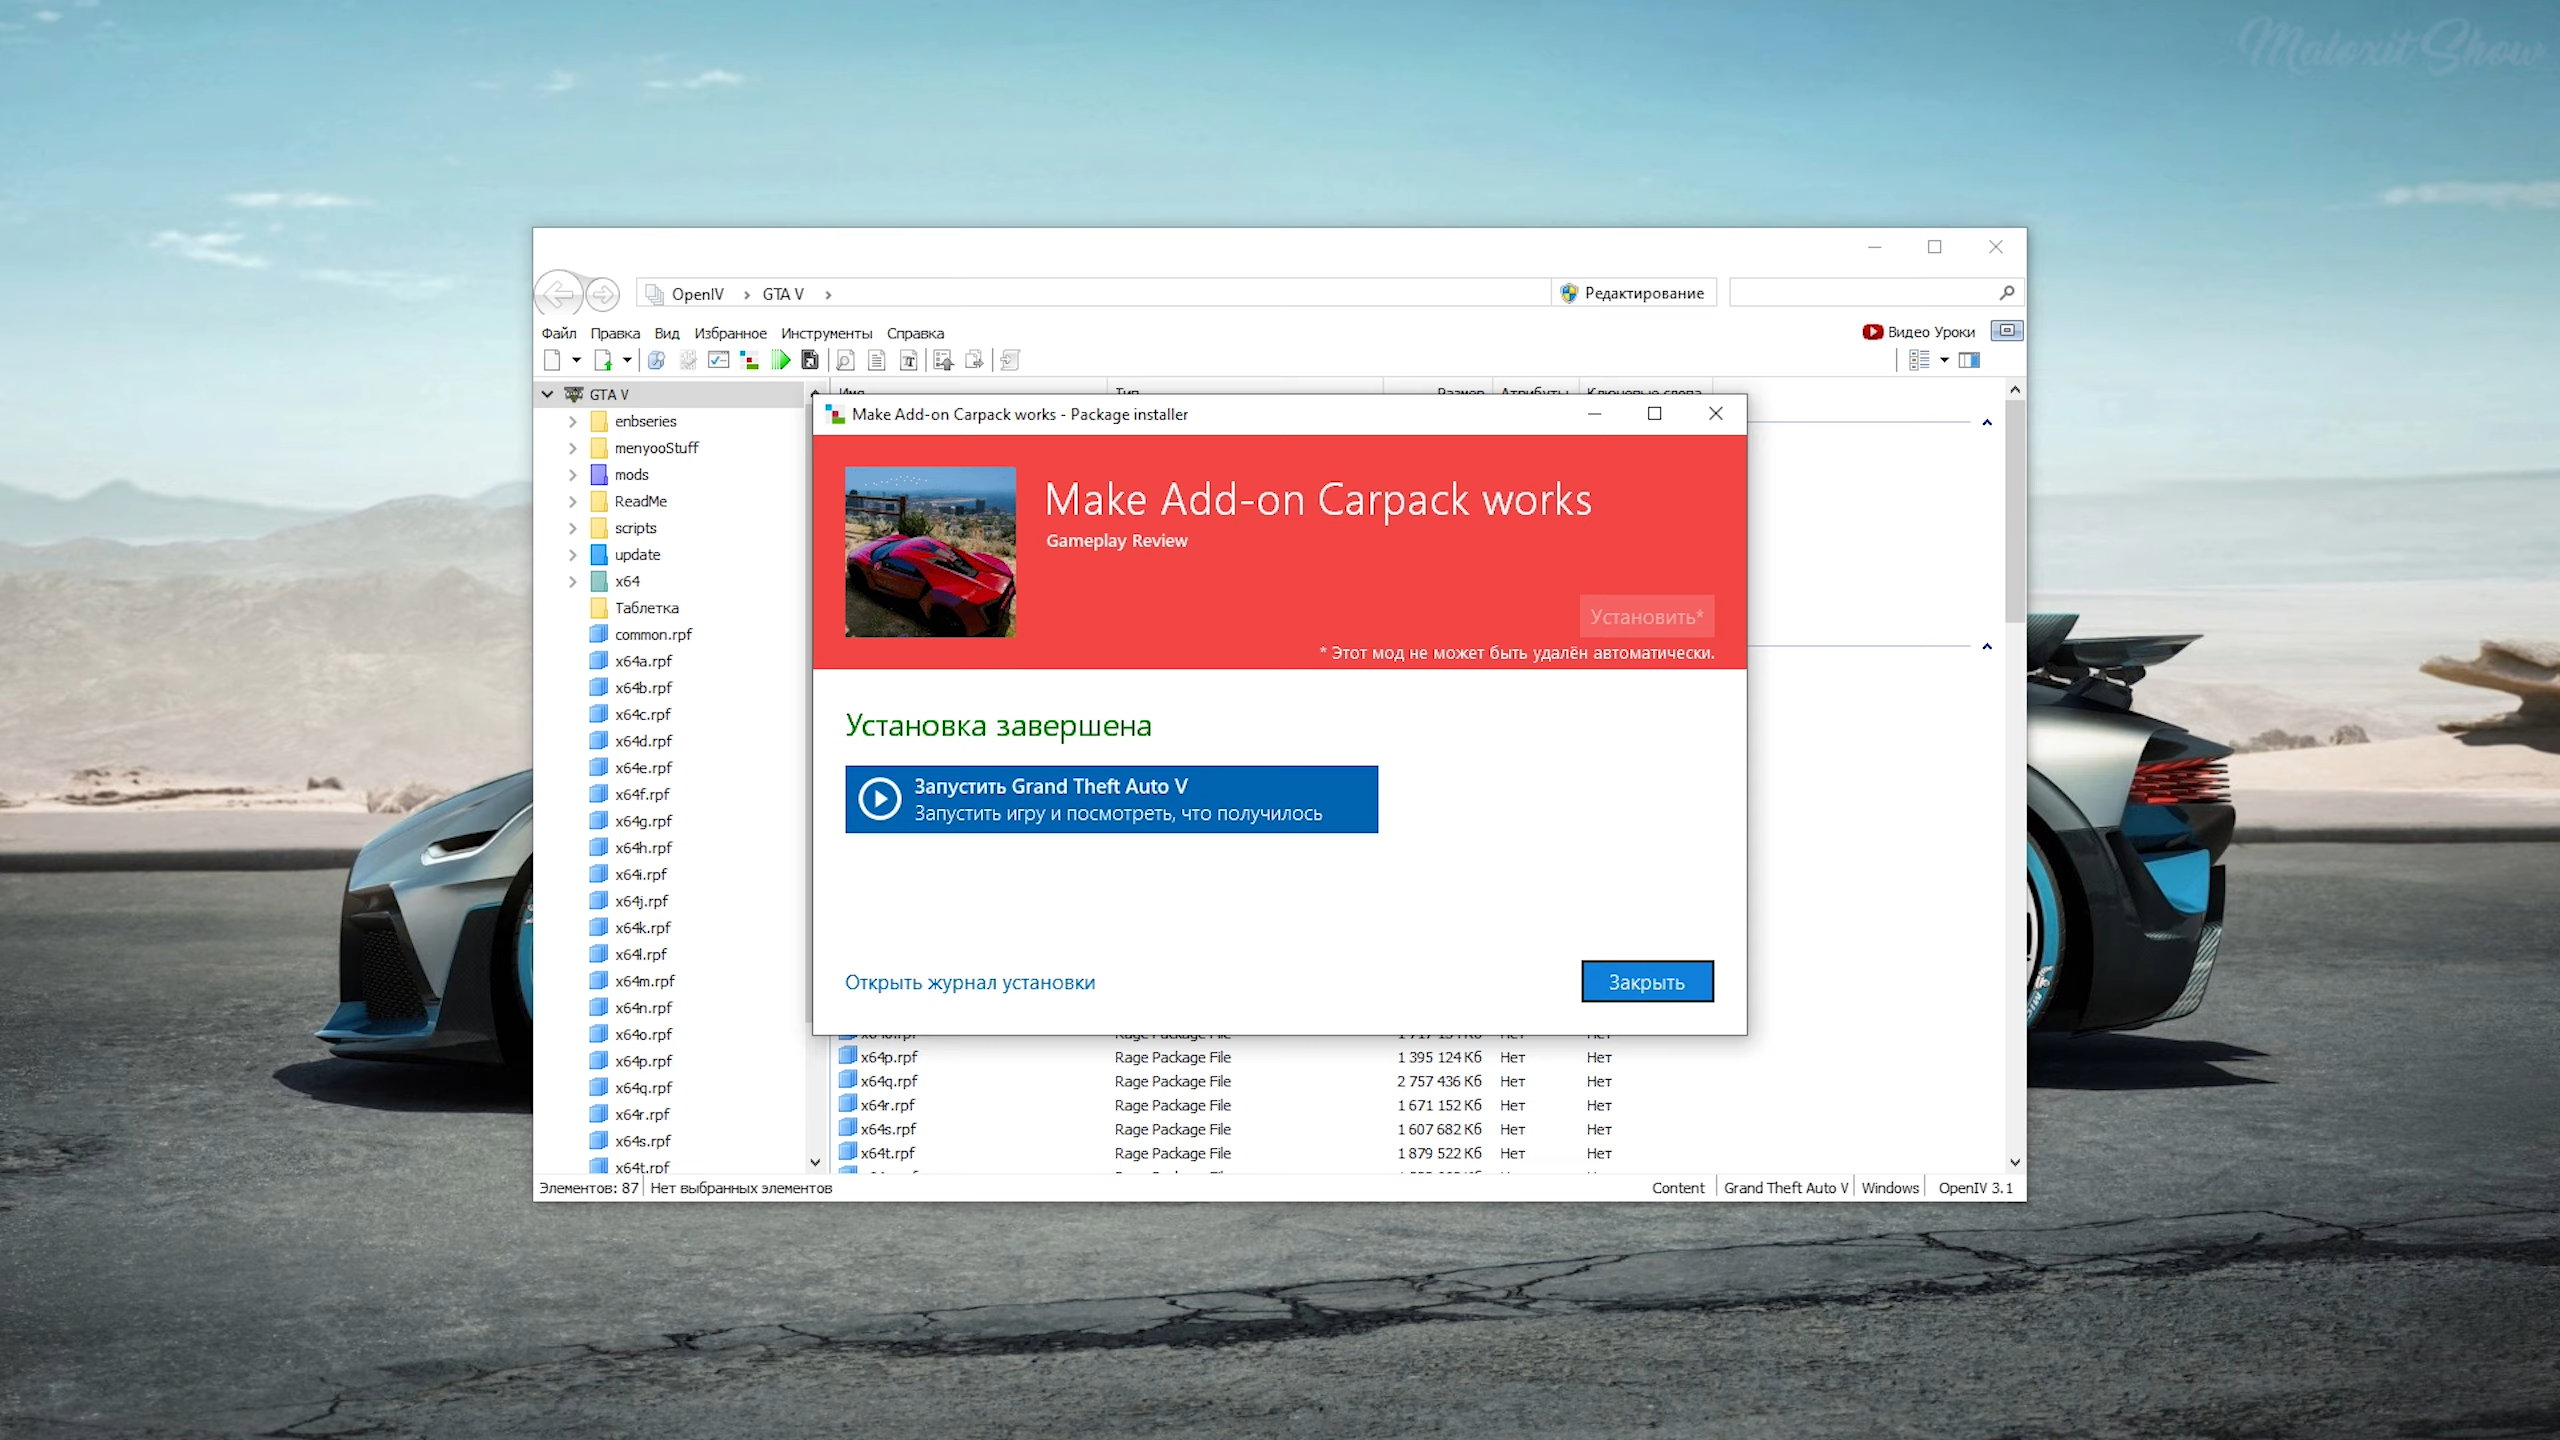 Maloxit Show
OpenIV
GTA V
Редактирование
Файл Правка Вид Избранное Инструменты Справка
Видео Уроки
GTA V
enbseries
menyooStuff
mods
ReadMe
scripts
update
x64
Таблетка
common.rpf
x64a.rpf
x64b.rpf
x64c.rpf
x64d.rpf
x64e.rpf
x64f.rpf
x64g.rpf
x64h.rpf
x64i.rpf
x64j.rpf
x64k.rpf
x64l.rpf
x64m.rpf
x64n.rpf
x64o.rpf
x64p.rpf
x64q.rpf
x64r.rpf
x64s.rpf
x64t.rpf
Имя Тип Размер Атрибуты Ключевые слова
Make Add-on Carpack works - Package installer
Make Add-on Carpack works
Gameplay Review
Установить*
* Этот мод не может быть удалён автоматически.
Установка завершена
Запустить Grand Theft Auto V
Запустить игру и посмотреть, что получилось
Открыть журнал установки
Закрыть
x64p.rpf Rage Package File 1 395 124 Кб Нет Нет
x64q.rpf Rage Package File 2 757 436 Кб Нет Нет
x64r.rpf Rage Package File 1 671 152 Кб Нет Нет
x64s.rpf Rage Package File 1 607 682 Кб Нет Нет
x64t.rpf Rage Package File 1 879 522 Кб Нет Нет
Элементов: 87 Нет выбранных элементов
Content Grand Theft Auto V Windows OpenIV 3.1